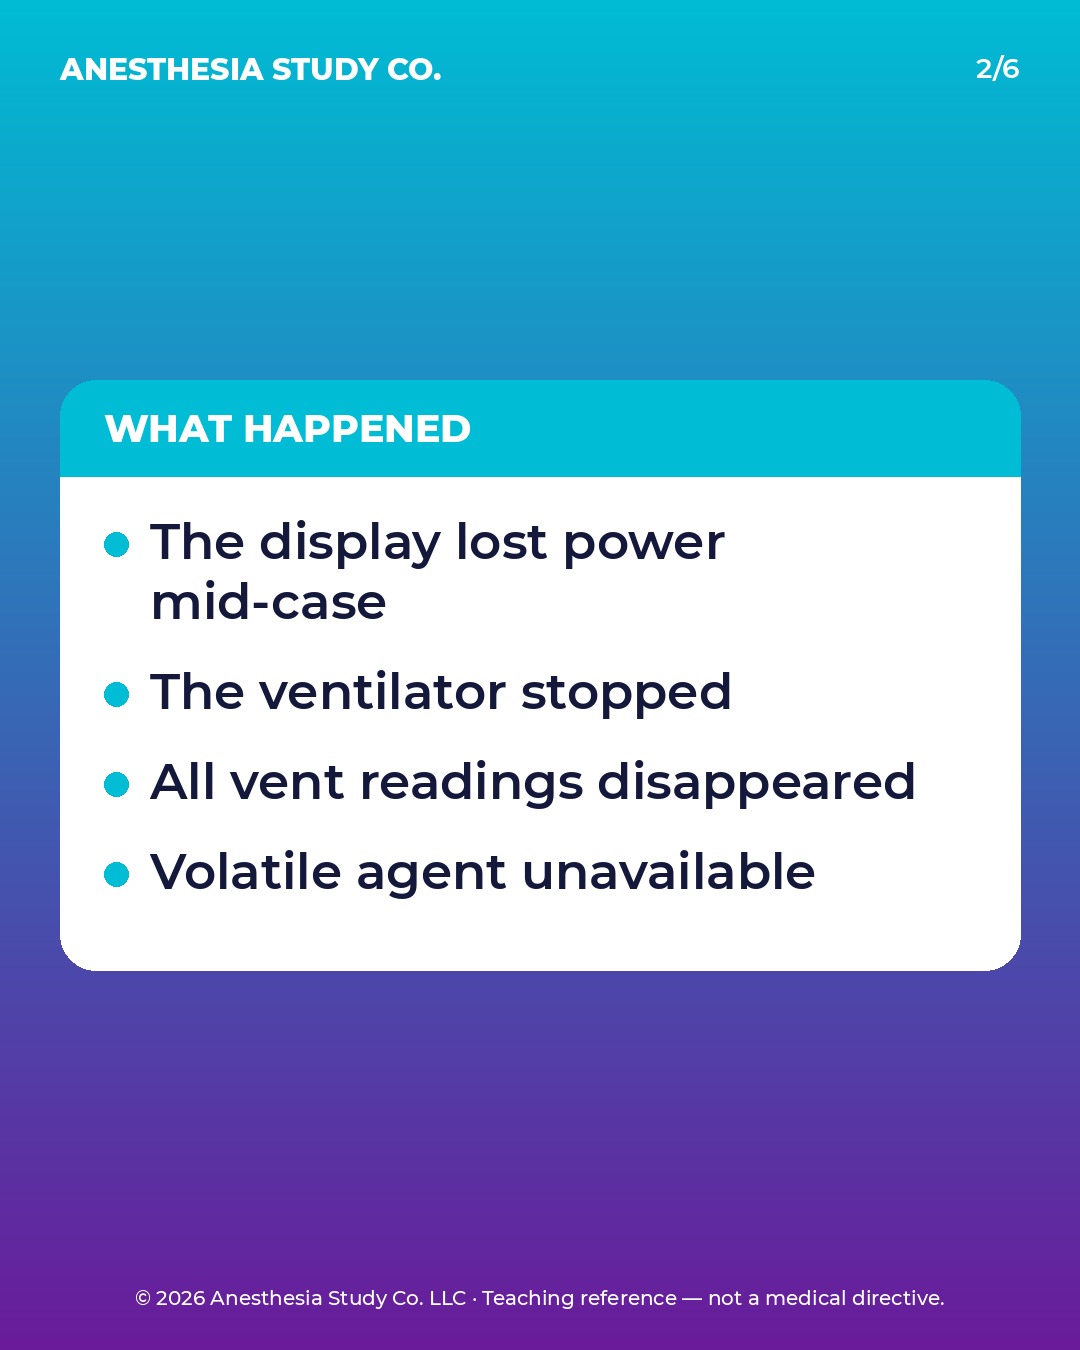 ANESTHESIA STUDY CO.
2/6
WHAT HAPPENED
The display lost power
mid-case
The ventilator stopped
All vent readings disappeared
Volatile agent unavailable
© 2026 Anesthesia Study Co. LLC · Teaching reference — not a medical directive.